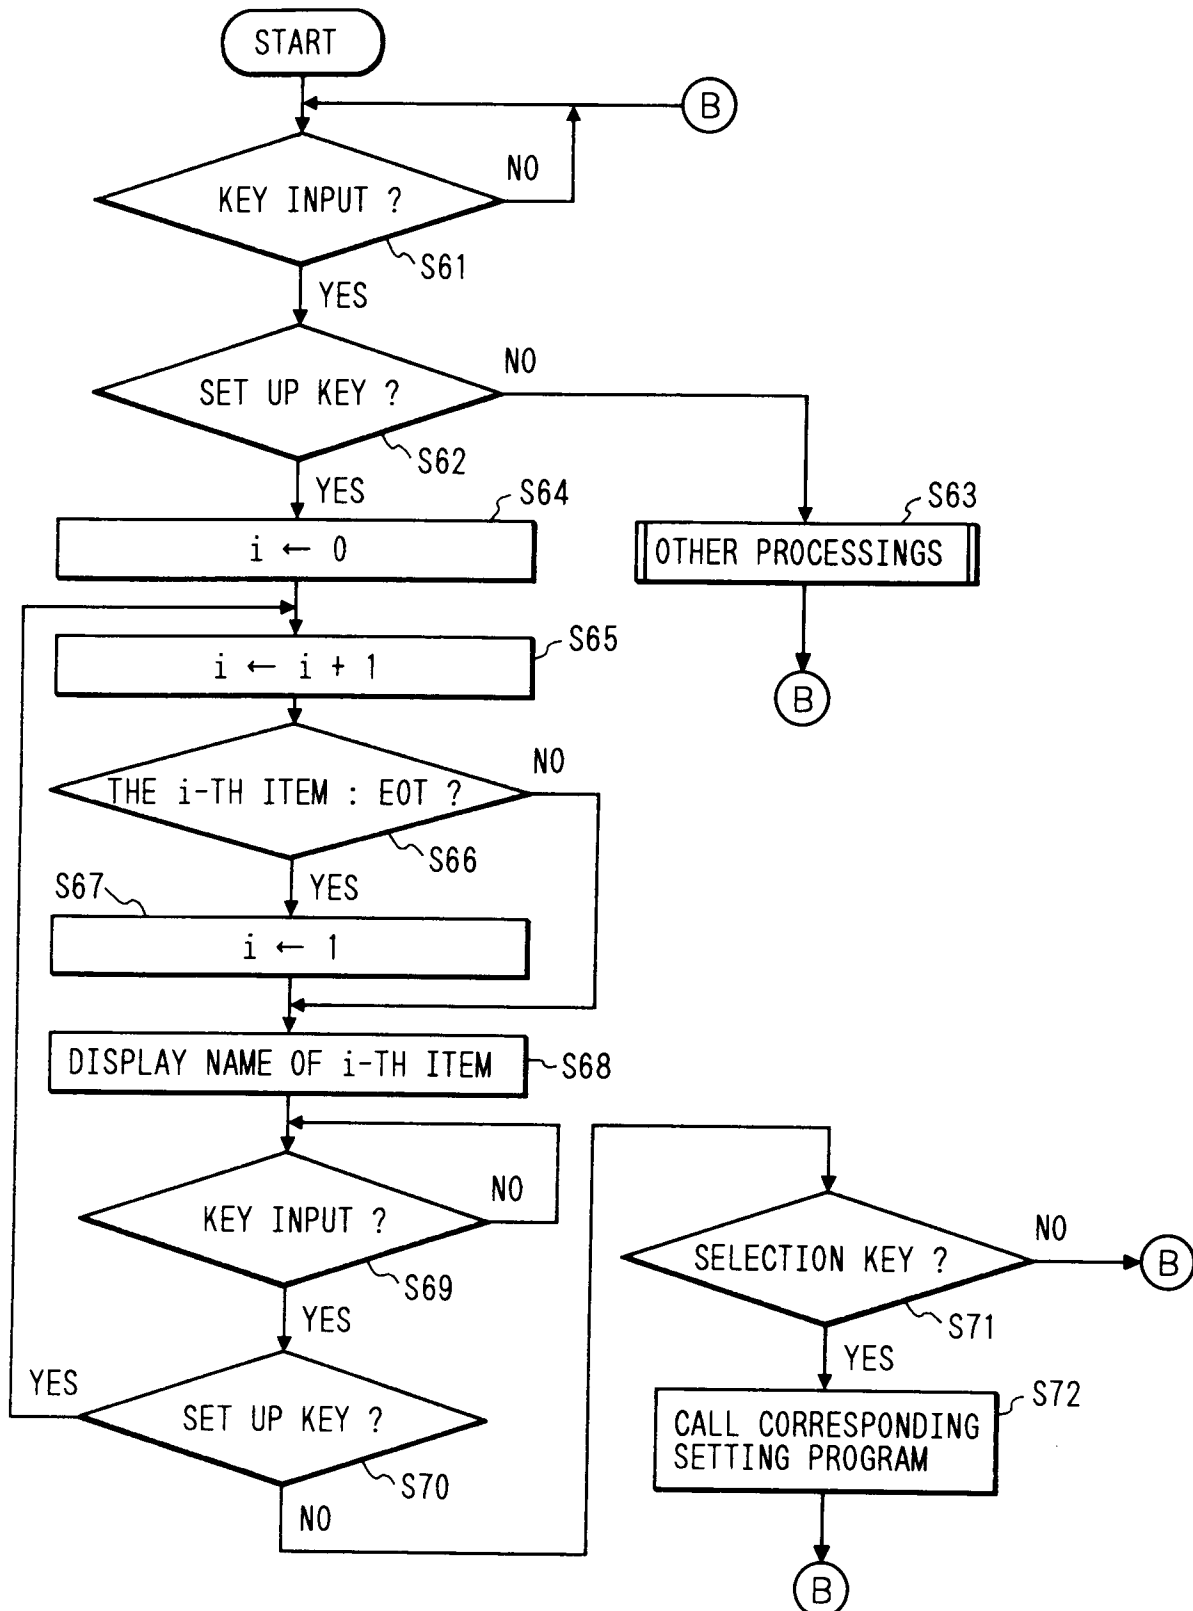 START
B
NO
KEY INPUT ?
S61
YES
NO
SET UP KEY ?
S62
YES
S64
S63
i ← 0
OTHER PROCESSINGS
S65
i ← i + 1
B
NO
THE i-TH ITEM : EOT ?
S66
S67
YES
i ← 1
DISPLAY NAME OF i-TH ITEM
S68
NO
KEY INPUT ?
S69
YES
NO
SELECTION KEY ?
B
S71
YES
YES
SET UP KEY ?
S70
NO
S72
CALL CORRESPONDING
SETTING PROGRAM
B